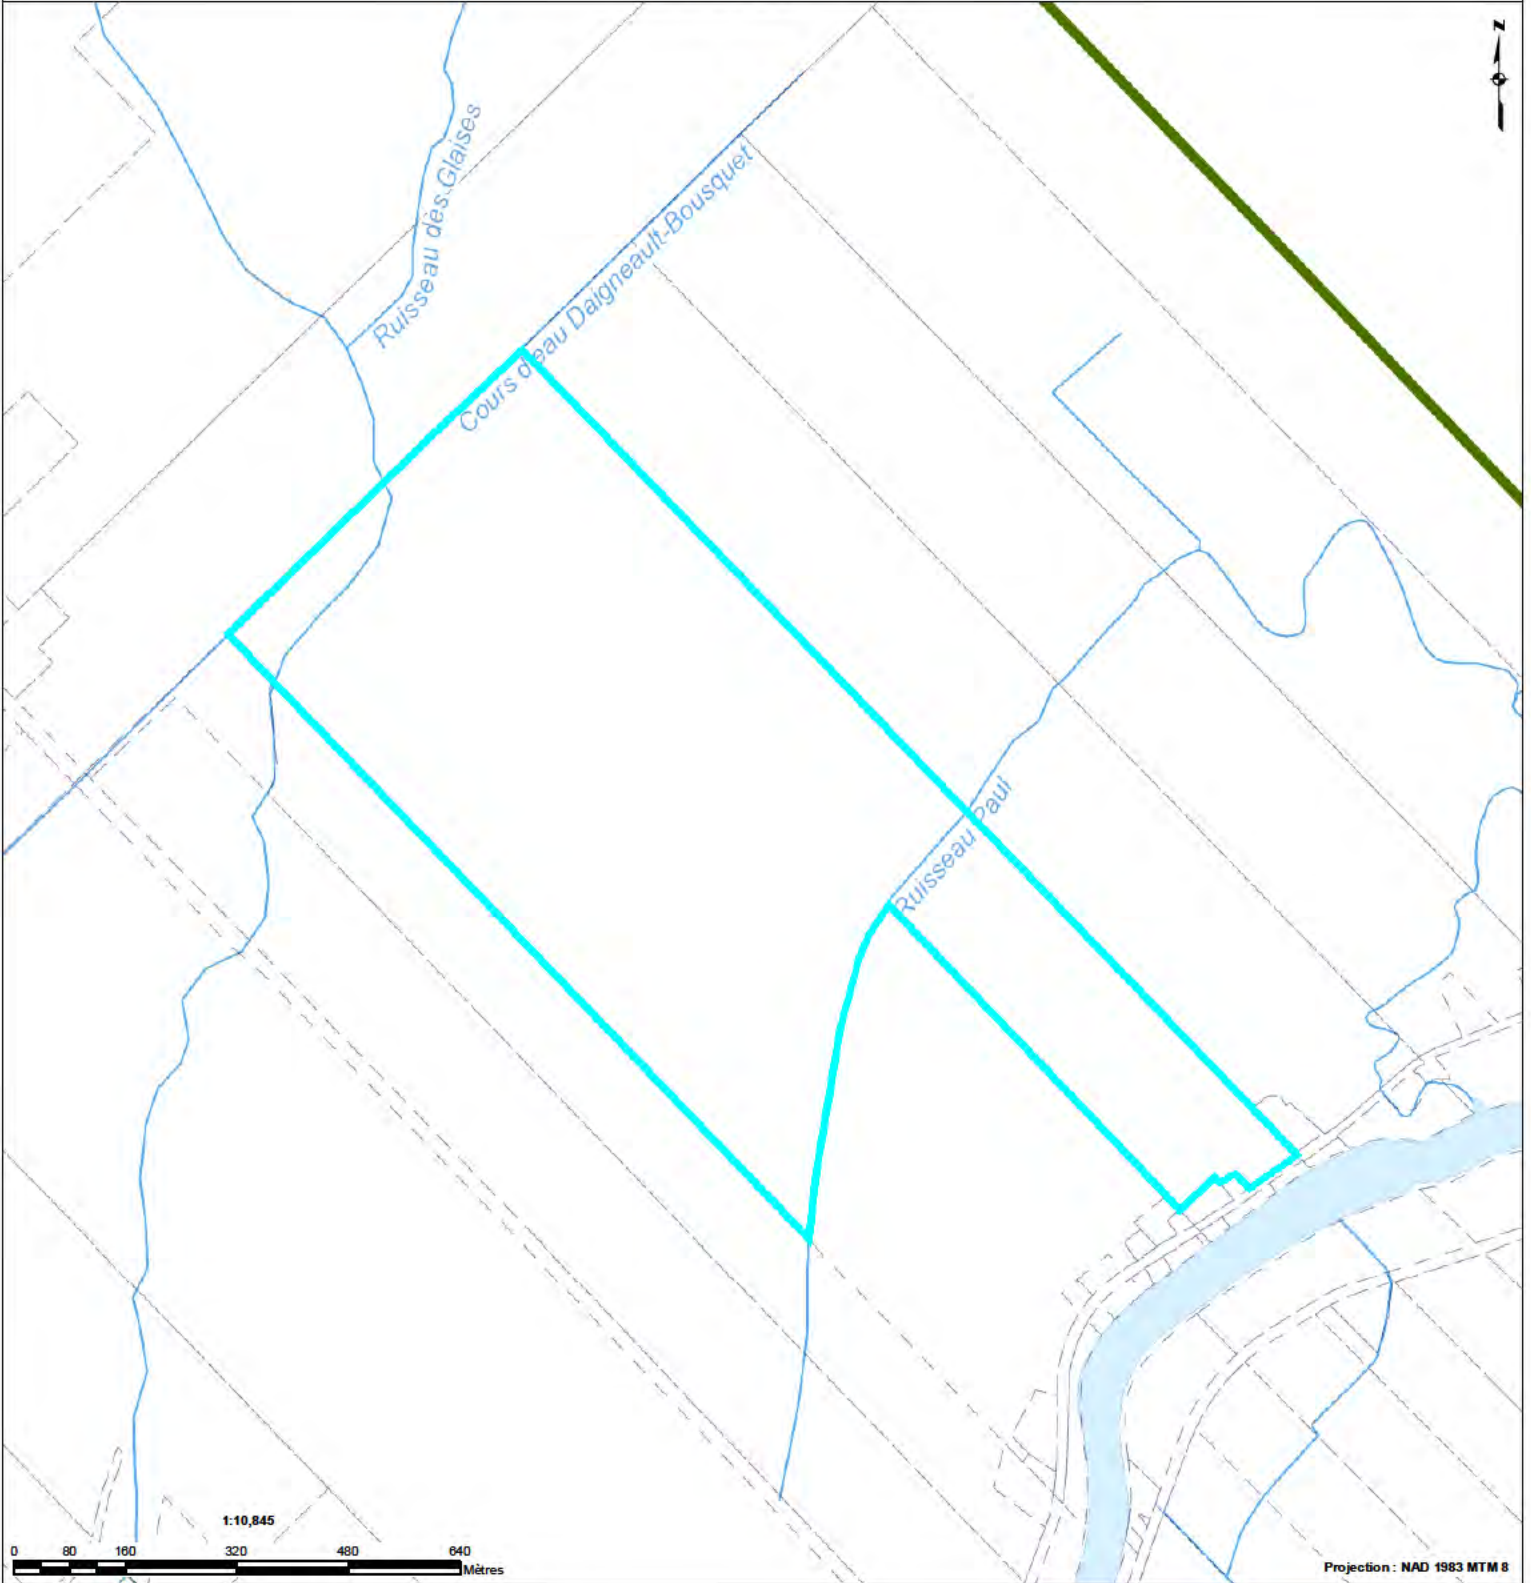 N
Ruisseau des Glaises
Cours d'eau Daigneault-Bousquet
Ruisseau Paul
1:10,845
0 80 160 320 480 640
Mètres
Projection : NAD 1983 MTM 8